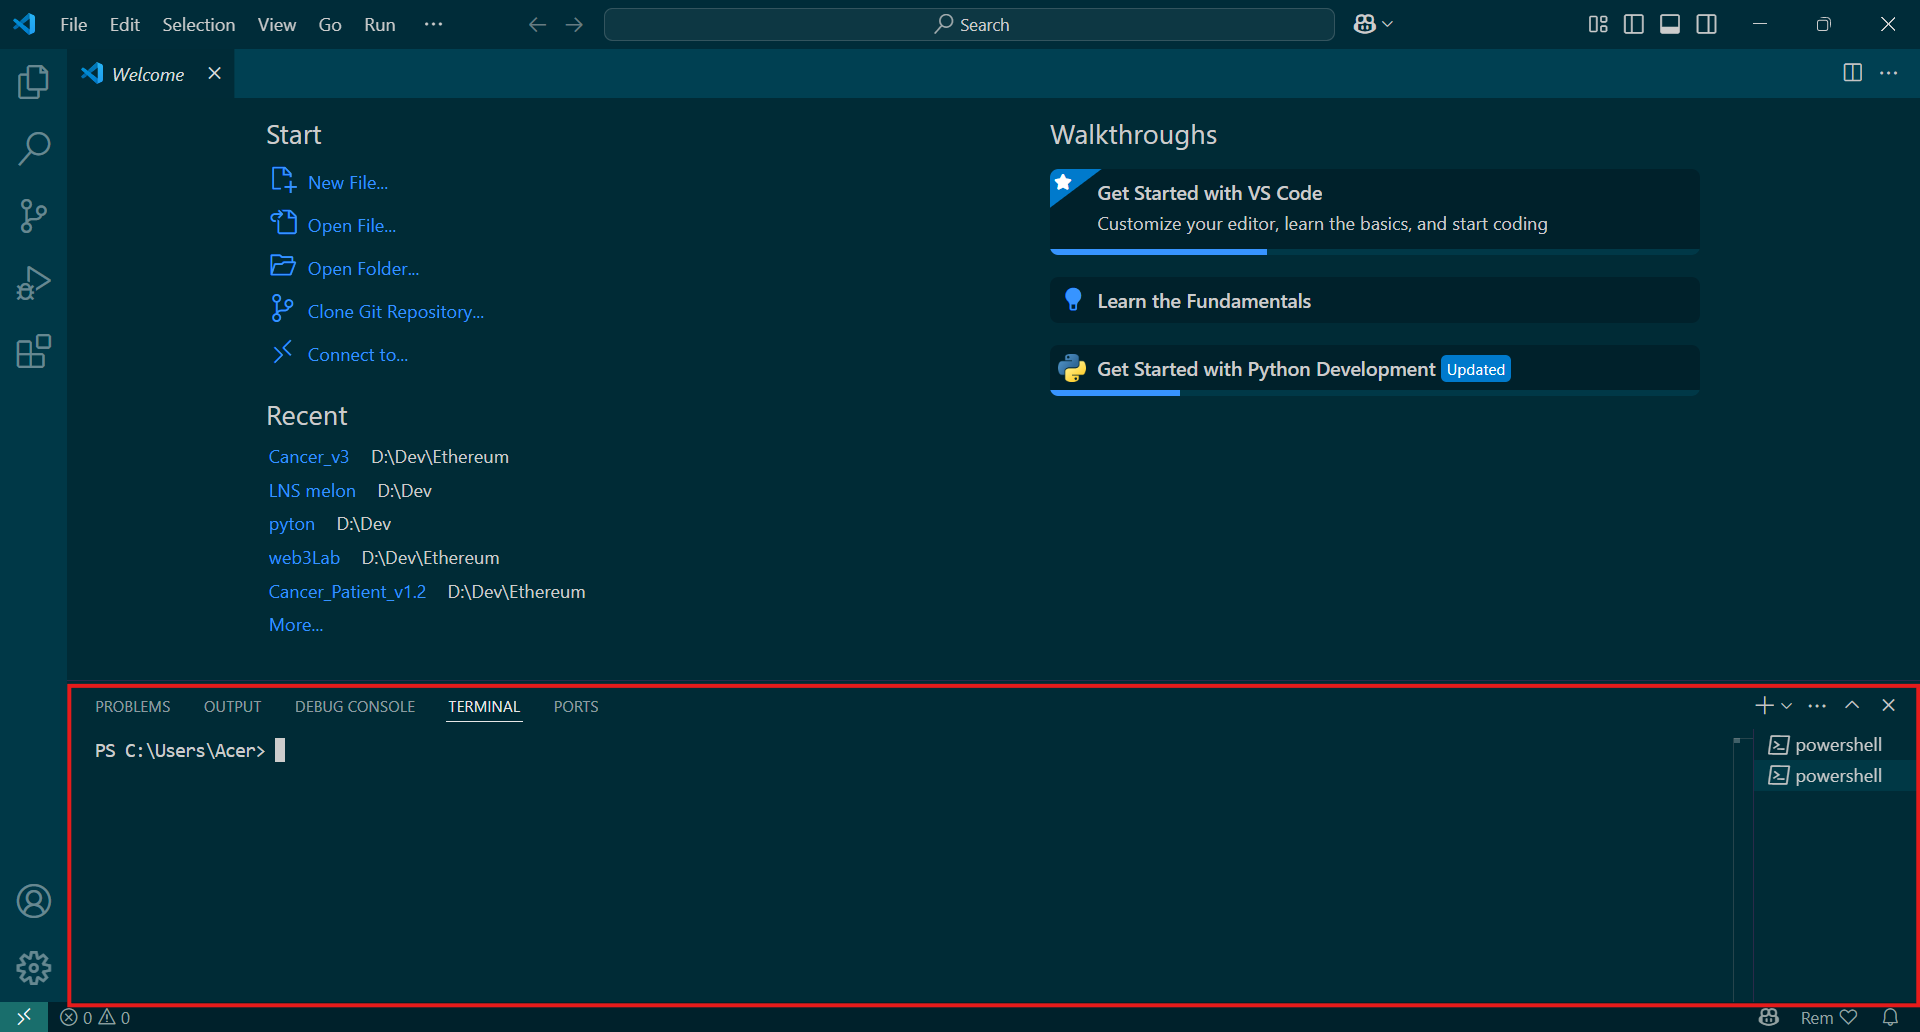 File Edit Selection View Go Run ··· Search
Welcome
Start
New File...
Open File...
Open Folder...
Clone Git Repository...
Connect to...
Recent
Cancer_v3 D:\Dev\Ethereum
LNS melon D:\Dev
pyton D:\Dev
web3Lab D:\Dev\Ethereum
Cancer_Patient_v1.2 D:\Dev\Ethereum
More...
Walkthroughs
Get Started with VS Code
Customize your editor, learn the basics, and start coding
Learn the Fundamentals
Get Started with Python Development Updated
PROBLEMS OUTPUT DEBUG CONSOLE TERMINAL PORTS
PS C:\Users\Acer>
powershell
powershell
0 0 Rem